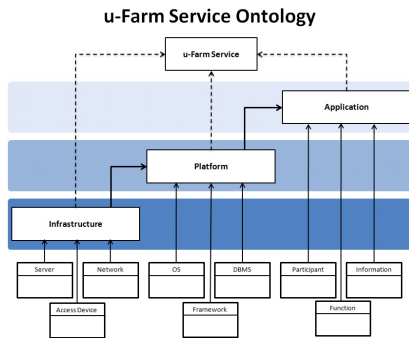 u-Farm Service Ontology
u-Farm Service
Application
Platform
Infrastructure
Server
Network
OS
DBMS
Participant
Information
Access Device
Framework
Function